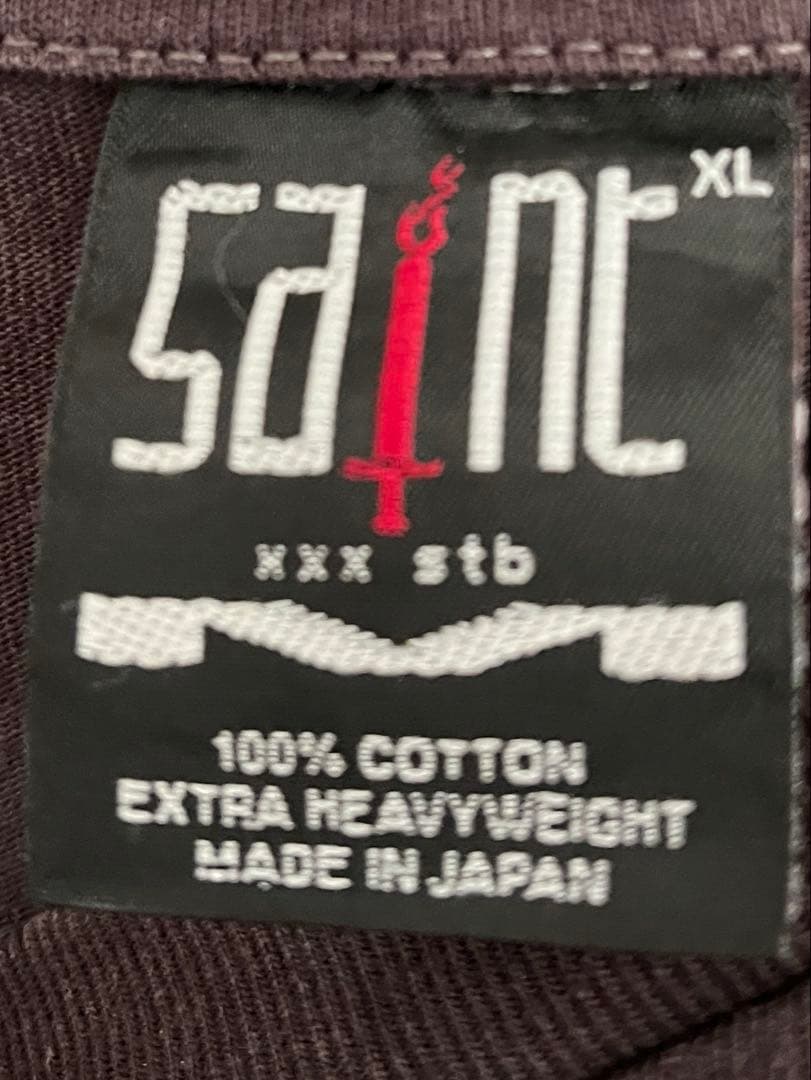 saint XL
xxx stb
100% COTTON
EXTRA HEAVYWEIGHT
MADE IN JAPAN